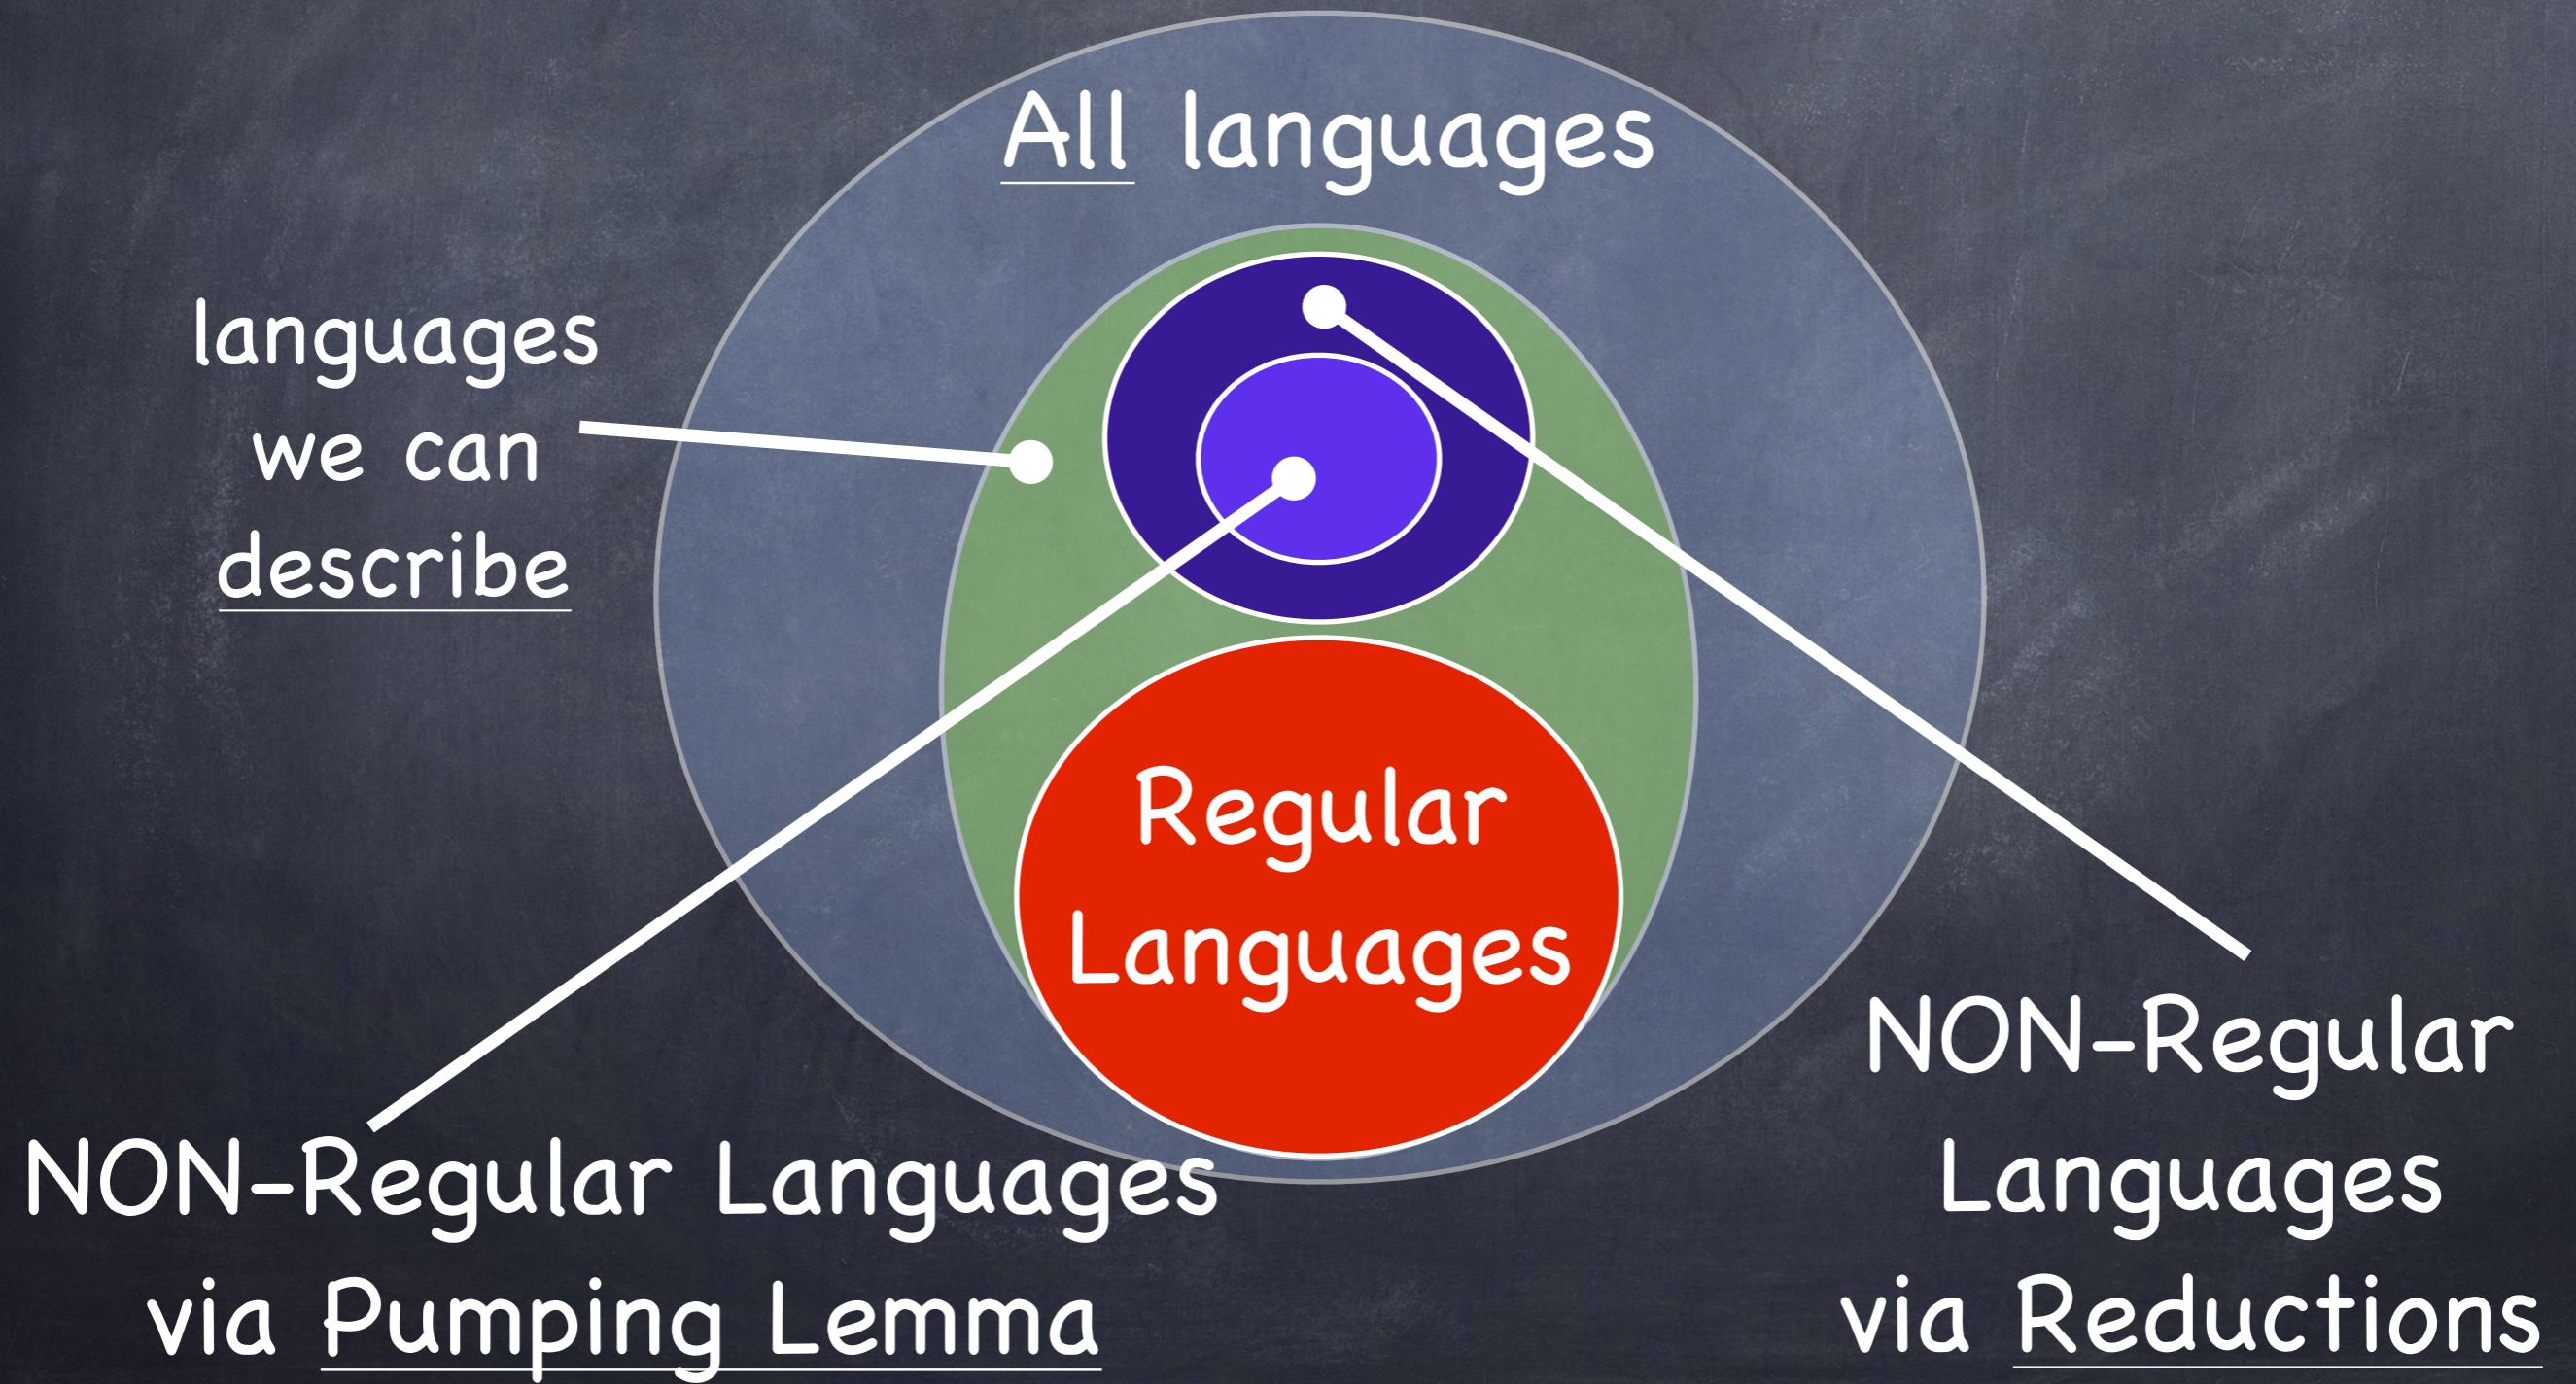 All languages
languages
we can
describe
Regular
Languages
NON-Regular Languages
via Pumping Lemma
NON-Regular
Languages
via Reductions